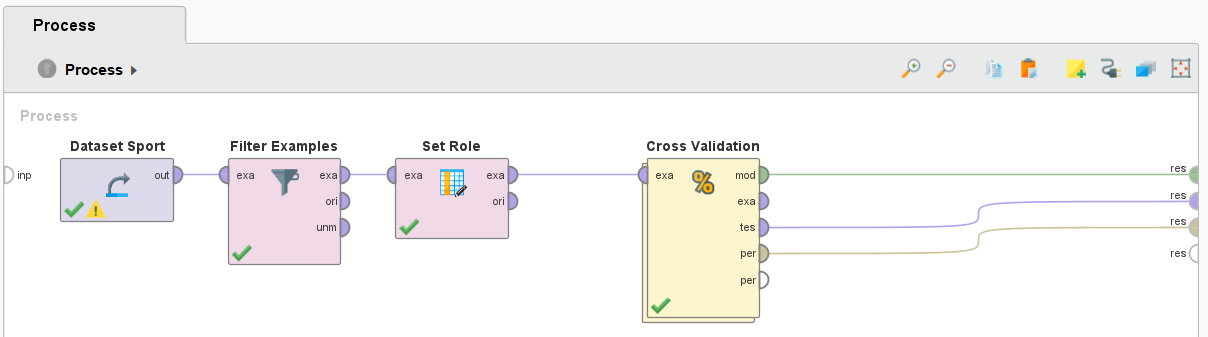 Process
Process
Process
Dataset Sport
Filter Examples
Set Role
Cross Validation
inp
out
exa
exa
ori
unm
exa
exa
ori
exa
mod
exa
tes
per
per
res
res
res
res